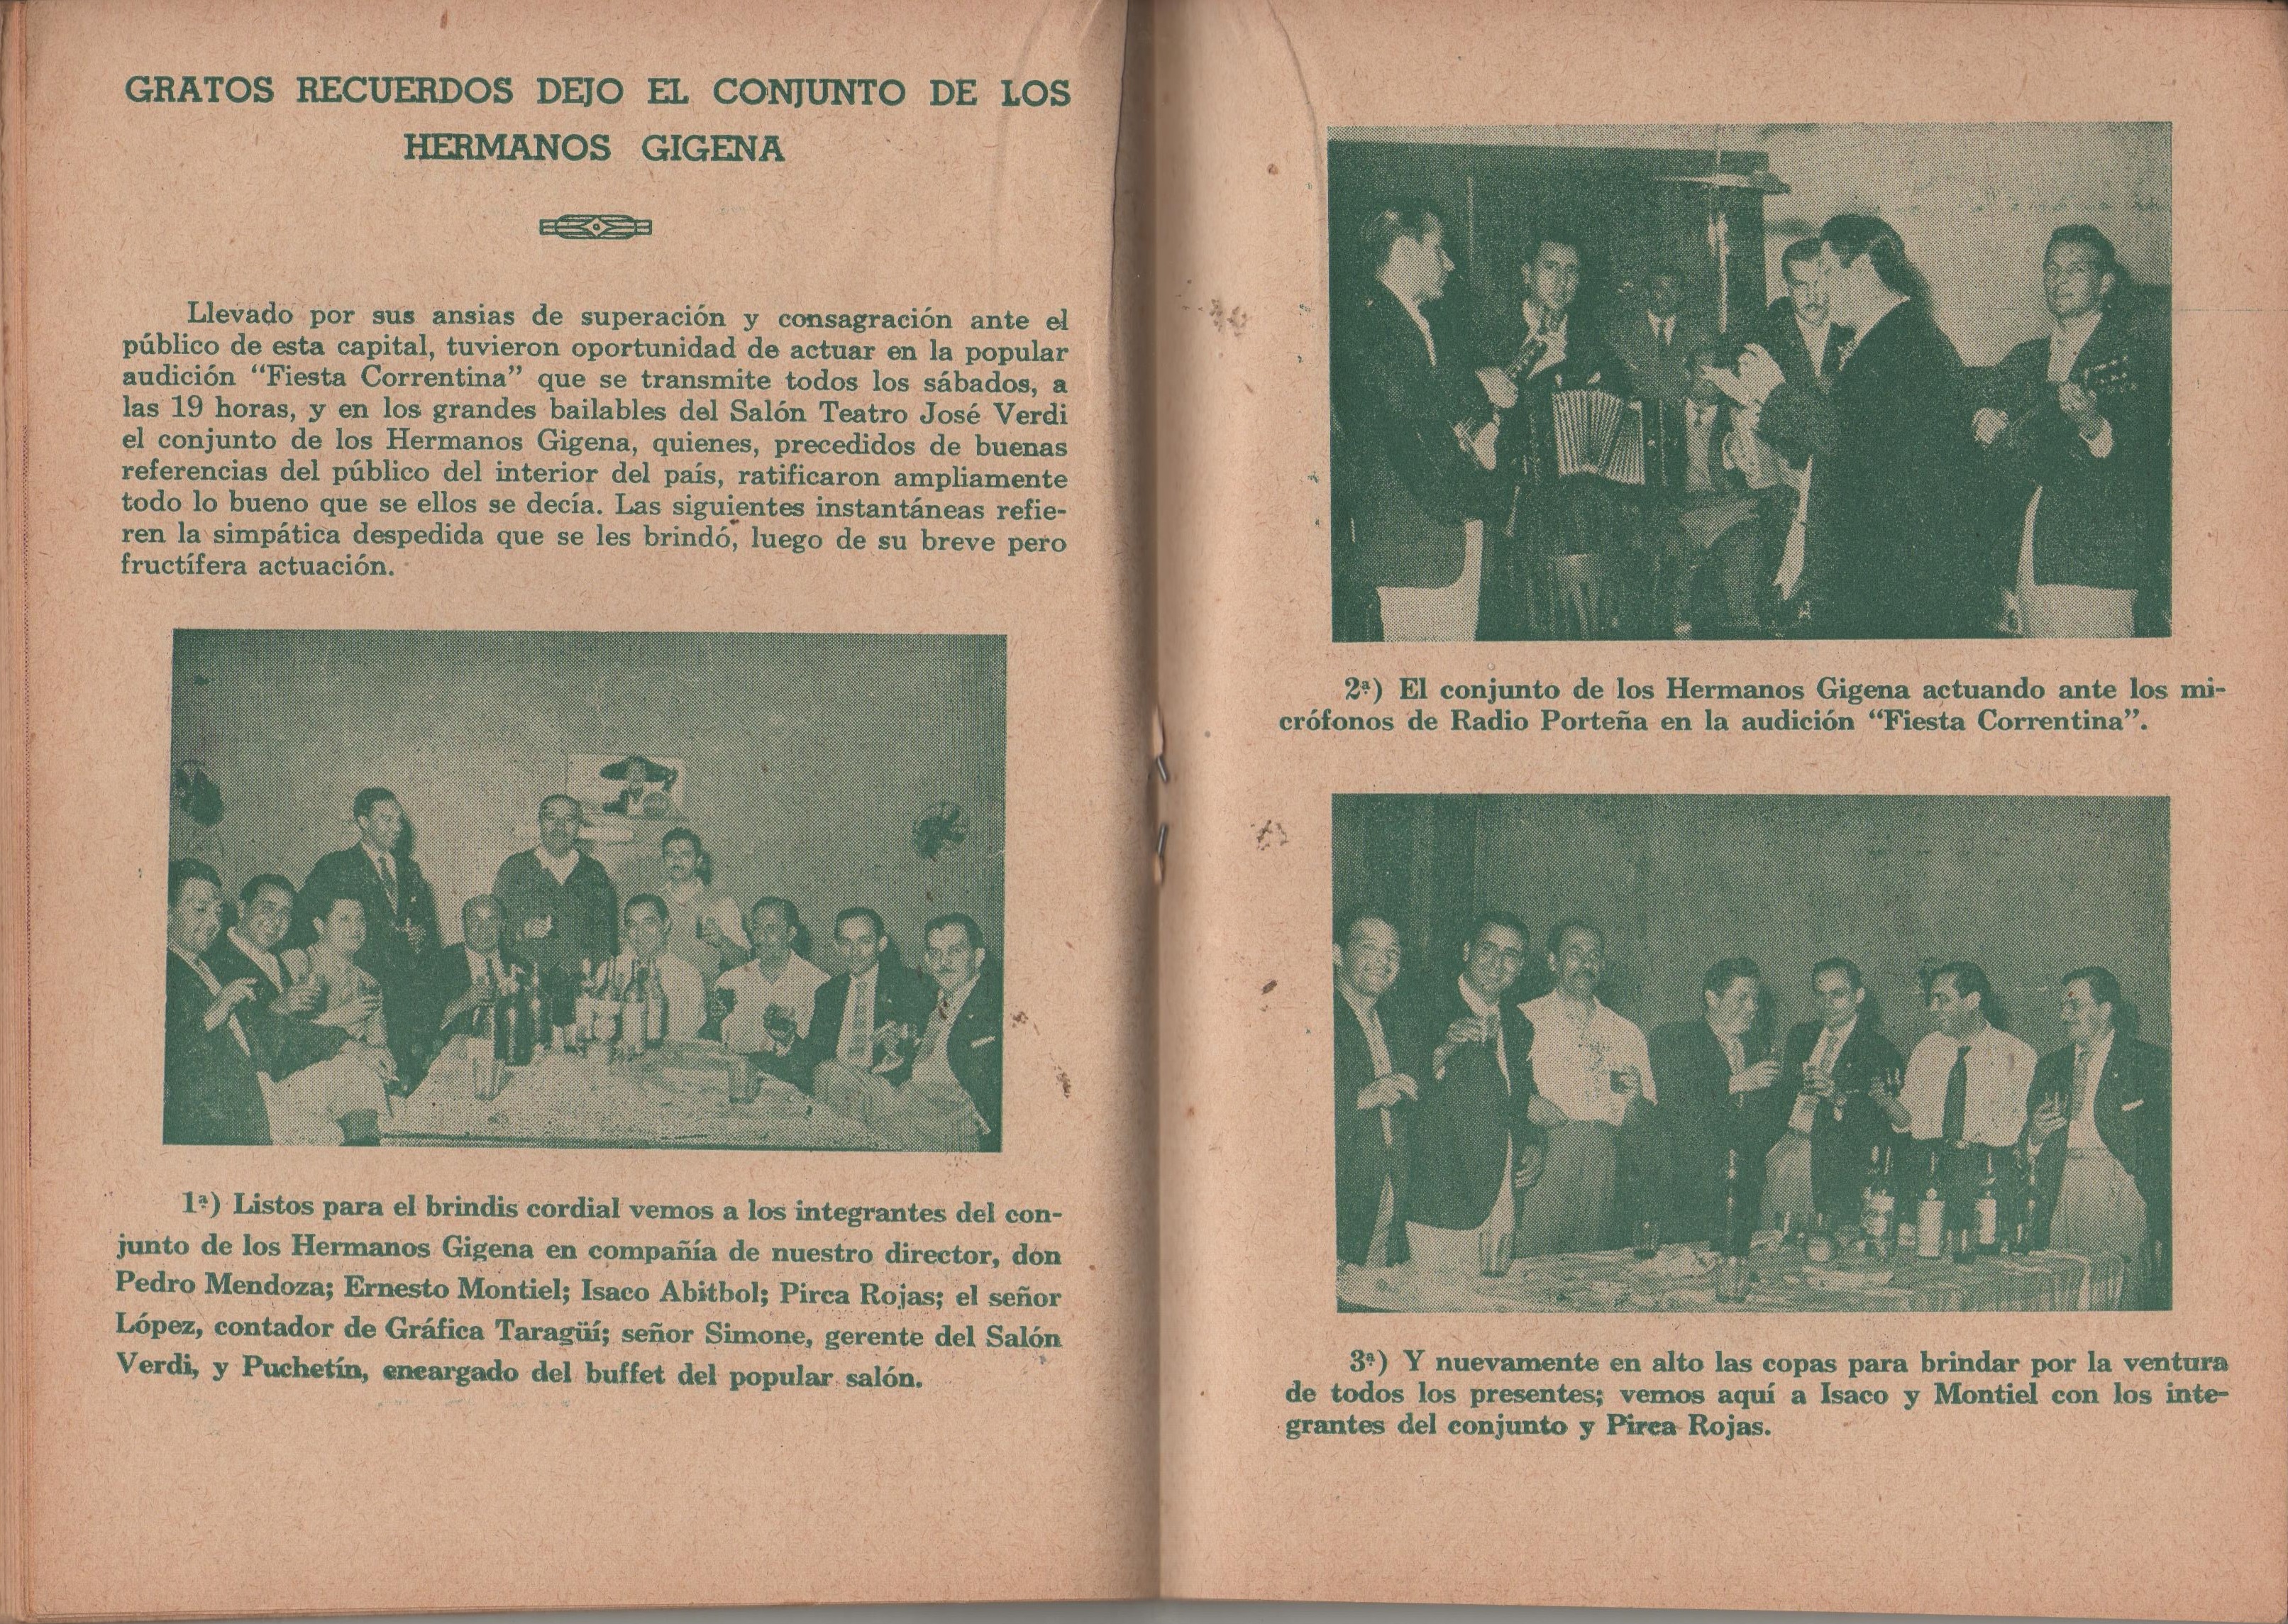 GRATOS RECUERDOS DEJO EL CONJUNTO DE LOS
HERMANOS GIGENA
Llevado por sus ansias de superación y consagración ante el
público de esta capital, tuvieron oportunidad de actuar en la popular
audición “Fiesta Correntina” que se transmite todos los sábados, a
las 19 horas, y en los grandes bailables del Salón Teatro José Verdi
el conjunto de los Hermanos Gigena, quienes, precedidos de buenas
referencias del público del interior del país, ratificaron ampliamente
todo lo bueno que se ellos se decía. Las siguientes instantáneas refie-
ren la simpática despedida que se les brindó, luego de su breve pero
fructífera actuación.
1ª) Listos para el brindis cordial vemos a los integrantes del con-
junto de los Hermanos Gigena en compañía de nuestro director, don
Pedro Mendoza; Ernesto Montiel; Isaco Abitbol; Pirca Rojas; el señor
López, contador de Gráfica Taragüí; señor Simone, gerente del Salón
Verdi, y Puchetín, encargado del buffet del popular salón.
2ª) El conjunto de los Hermanos Gigena actuando ante los mi-
crófonos de Radio Porteña en la audición “Fiesta Correntina”.
3ª) Y nuevamente en alto las copas para brindar por la ventura
de todos los presentes; vemos aquí a Isaco y Montiel con los inte-
grantes del conjunto y Pirca Rojas.